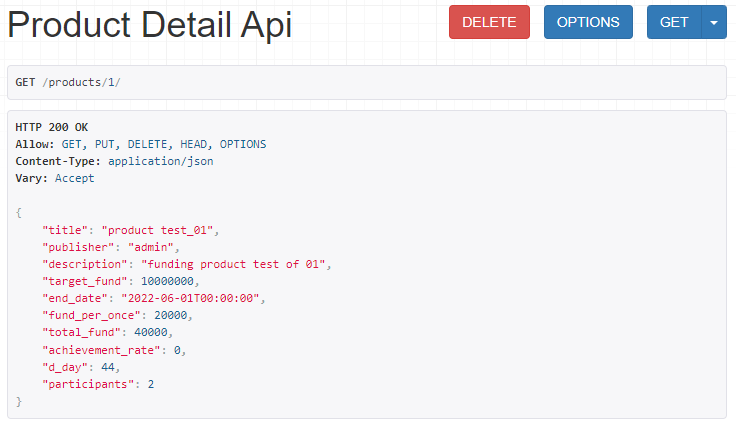 Product Detail Api
DELETE OPTIONS GET
GET /products/1/
HTTP 200 OK
Allow: GET, PUT, DELETE, HEAD, OPTIONS
Content-Type: application/json
Vary: Accept
{
    "title": "product test_01",
    "publisher": "admin",
    "description": "funding product test of 01",
    "target_fund": 10000000,
    "end_date": "2022-06-01T00:00:00",
    "fund_per_once": 20000,
    "total_fund": 40000,
    "achievement_rate": 0,
    "d_day": 44,
    "participants": 2
}